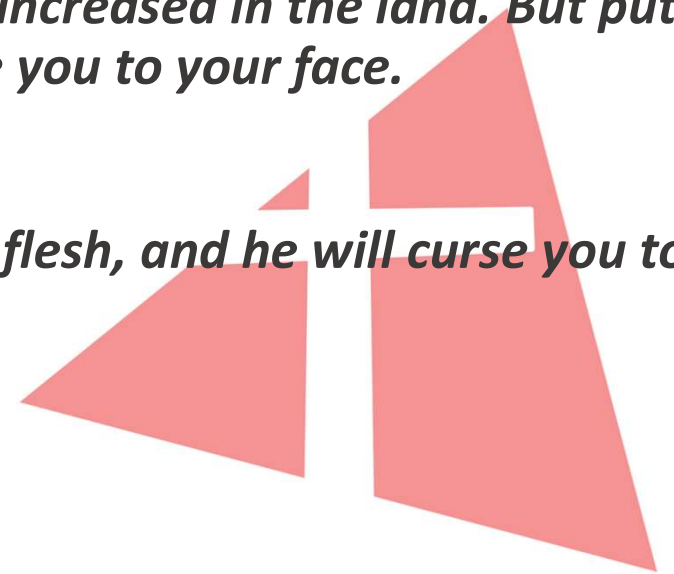 increased in the land. But put
you to your face.
flesh, and he will curse you to